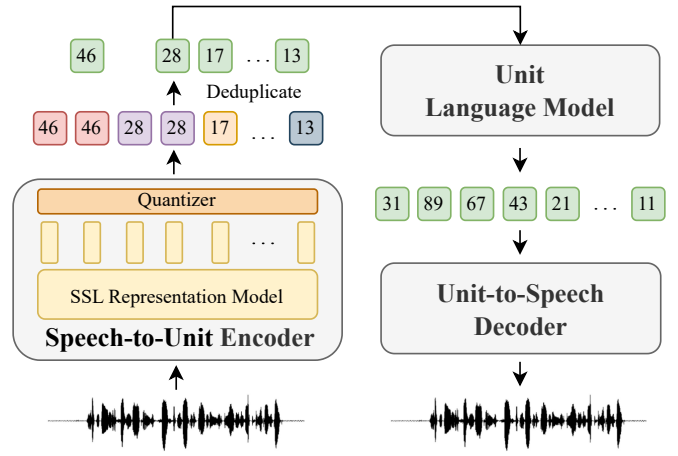 46 28 17 ... 13
Deduplicate
46 46 28 28 17 ... 13
Quantizer
...
SSL Representation Model
Speech-to-Unit Encoder
Unit
Language Model
31 89 67 43 21 ... 11
Unit-to-Speech
Decoder